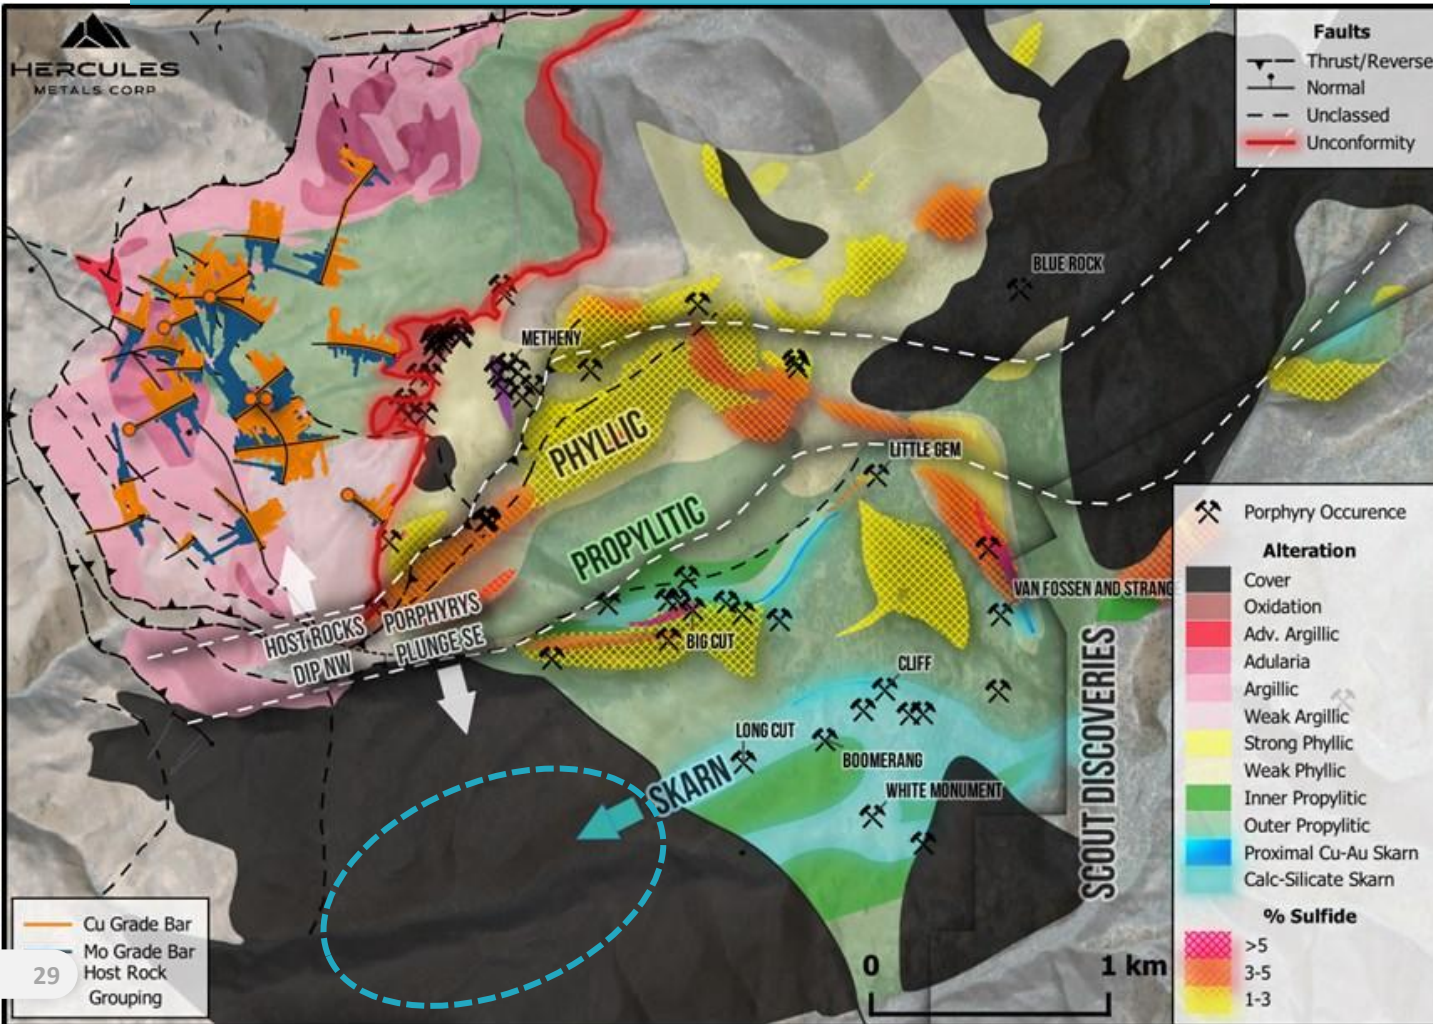 HERCULES
METALS CORP
Faults
Thrust/Reverse
Normal
Unclassed
Unconformity
BLUE ROCK
METHENY
PHYLLIC
LITTLE GEM
PROPYLITIC
VAN FOSSEN AND STRANGE
HOST ROCKS
DIP NW
PORPHYRYS
PLUNGE SE
BIG CUT
CLIFF
LONG CUT
BOOMERANG
SKARN
WHITE MONUMENT
SCOUT DISCOVERIES
Porphyry Occurence
Alteration
Cover
Oxidation
Adv. Argillic
Adularia
Argillic
Weak Argillic
Strong Phyllic
Weak Phyllic
Inner Propylitic
Outer Propylitic
Proximal Cu-Au Skarn
Calc-Silicate Skarn
% Sulfide
>5
3-5
1-3
Cu Grade Bar
Mo Grade Bar
Host Rock
Grouping
29
0 1 km